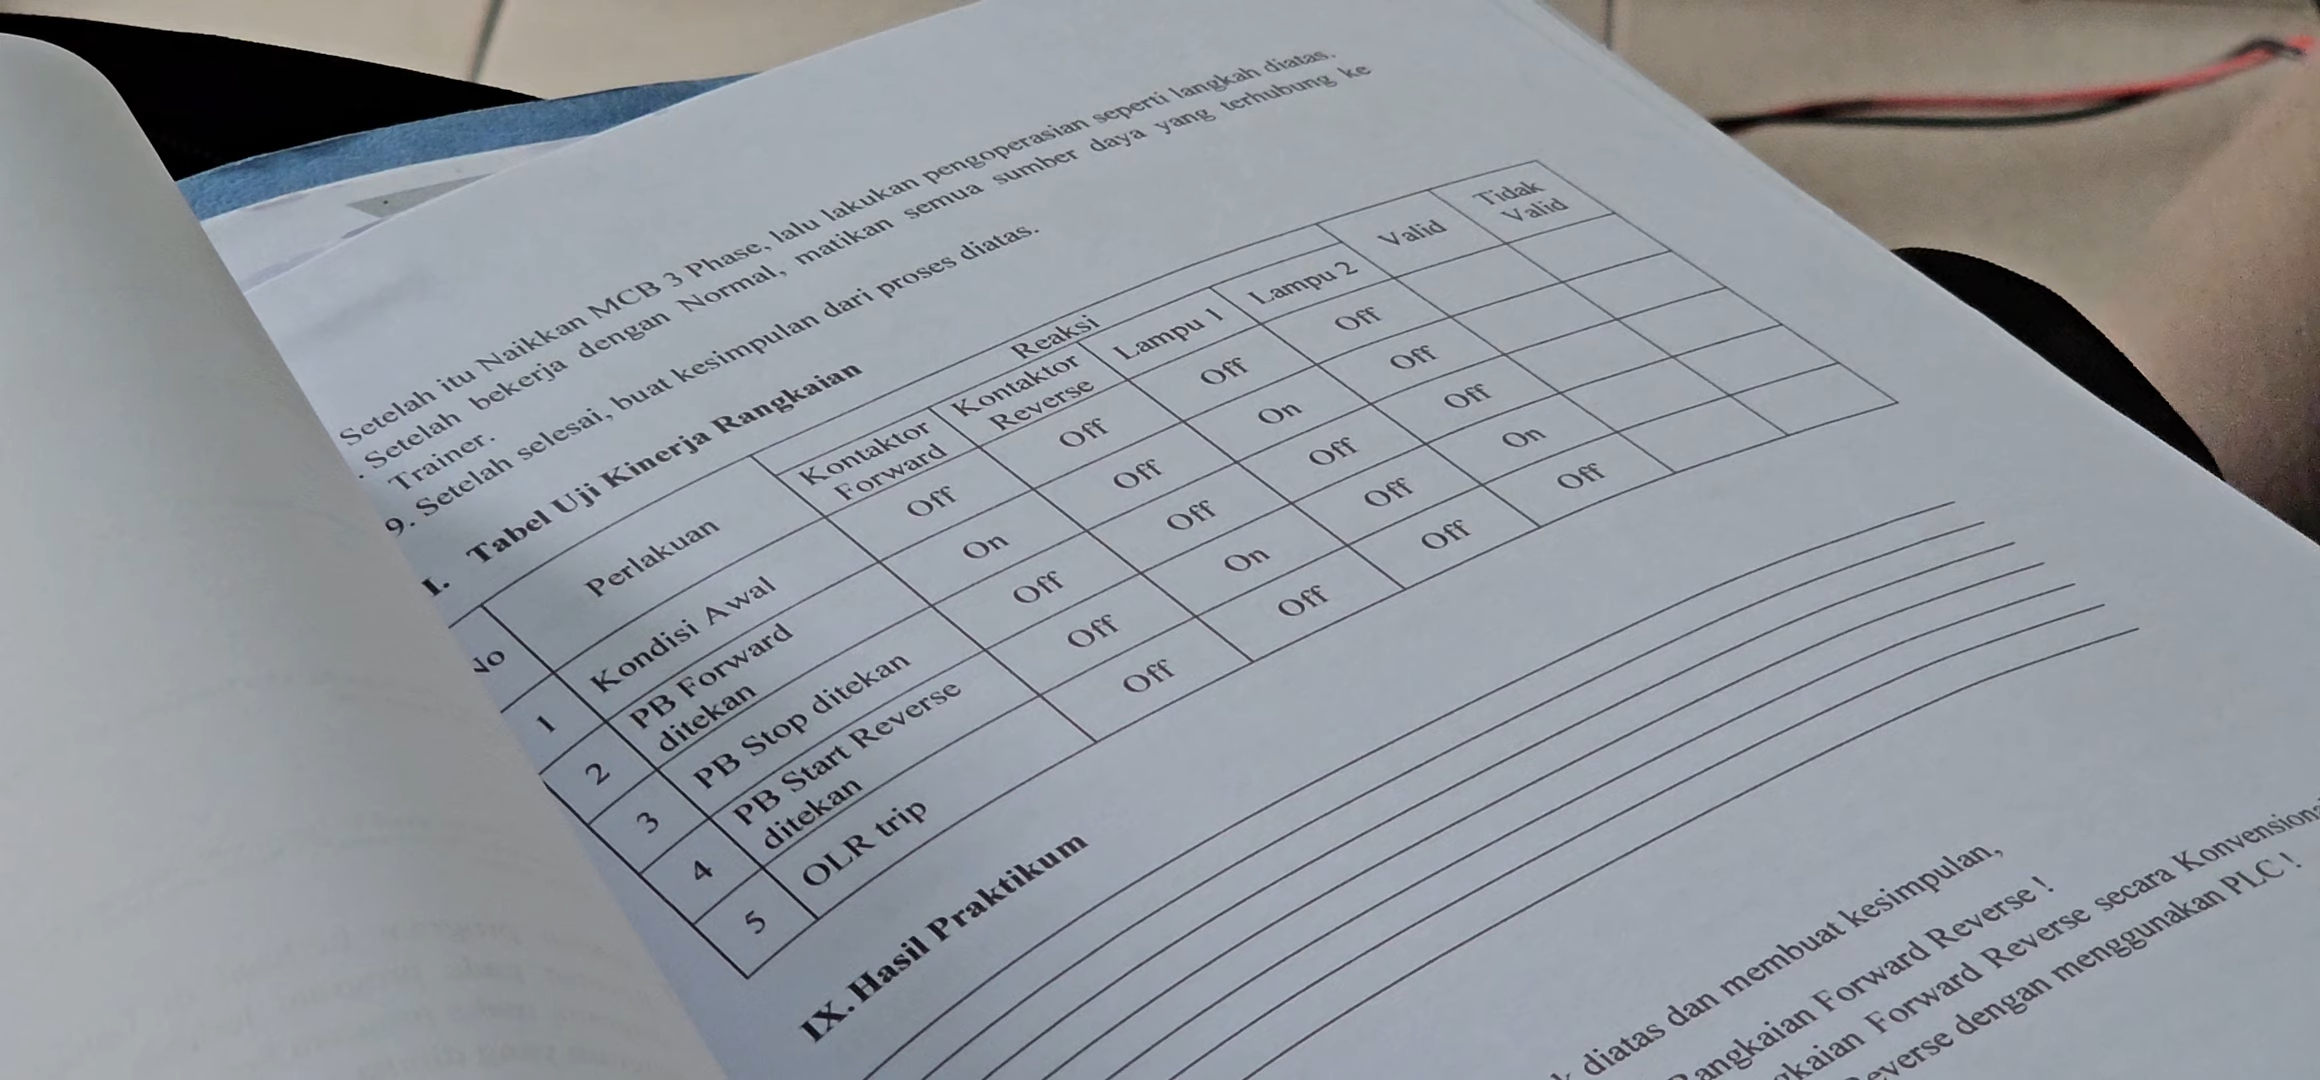 Setelah itu Naikkan MCB 3 Phase, lalu lakukan pengoperasian seperti langkah diatas.
. Setelah bekerja dengan Normal, matikan semua sumber daya yang terhubung ke
Trainer.
9. Setelah selesai, buat kesimpulan dari proses diatas.
I. Tabel Uji Kinerja Rangkaian
No Perlakuan Reaksi Valid Tidak Valid
Kontaktor Forward Kontaktor Reverse Lampu 1 Lampu 2
1 Kondisi Awal Off Off Off Off
2 PB Forward ditekan On Off On Off
3 PB Stop ditekan Off Off Off Off
4 PB Start Reverse ditekan Off On Off On
5 OLR trip Off Off Off Off
IX. Hasil Praktikum
diatas dan membuat kesimpulan,
angkaian Forward Reverse !
gkaian Forward Reverse secara Konvensiona
everse dengan menggunakan PLC !